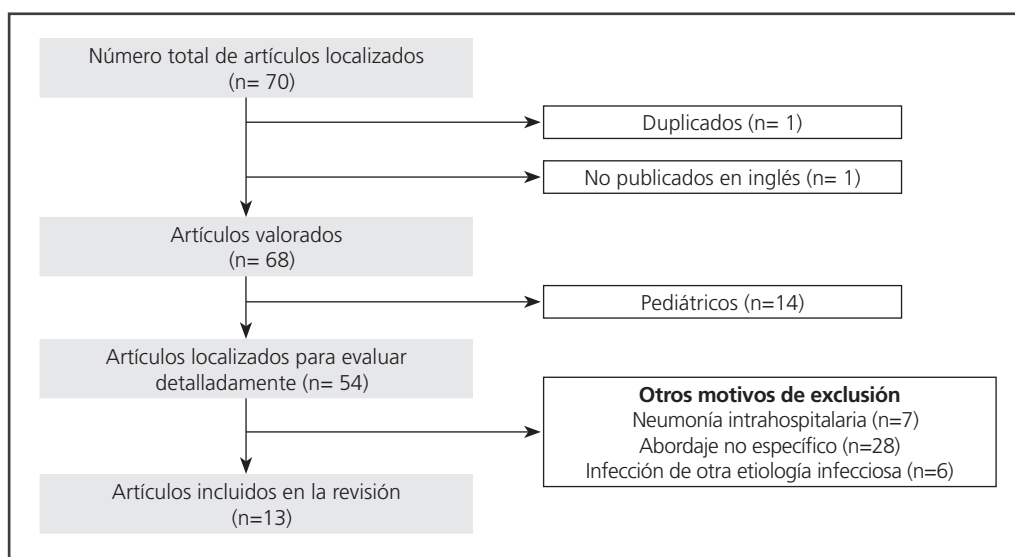 Número total de artículos localizados
(n= 70)
Duplicados (n= 1)
No publicados en inglés (n= 1)
Artículos valorados
(n= 68)
Pediátricos (n=14)
Artículos localizados para evaluar
detalladamente (n= 54)
Otros motivos de exclusión
Neumonía intrahospitalaria (n=7)
Abordaje no específico (n=28)
Infección de otra etiología infecciosa (n=6)
Artículos incluidos en la revisión
(n=13)